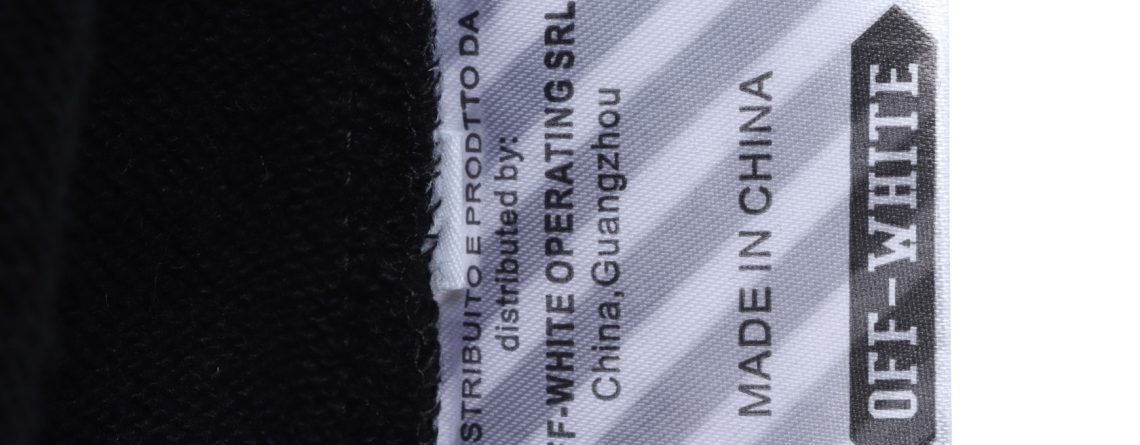 STRIBUITO E PRODTTO DA
distributed by:
FF-WHITE OPERATING SRL
China,Guangzhou
MADE IN CHINA
OFF-WHITE